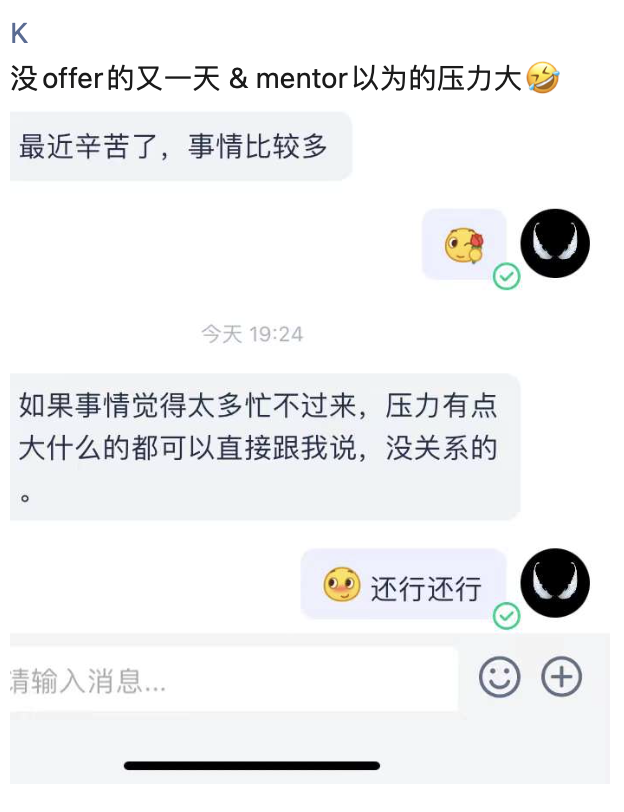 K
没offer的又一天 & mentor以为的压力大🤣
最近辛苦了，事情比较多
今天 19:24
如果事情觉得太多忙不过来，压力有点
大什么的都可以直接跟我说，没关系的
。
还行还行
请输入消息...